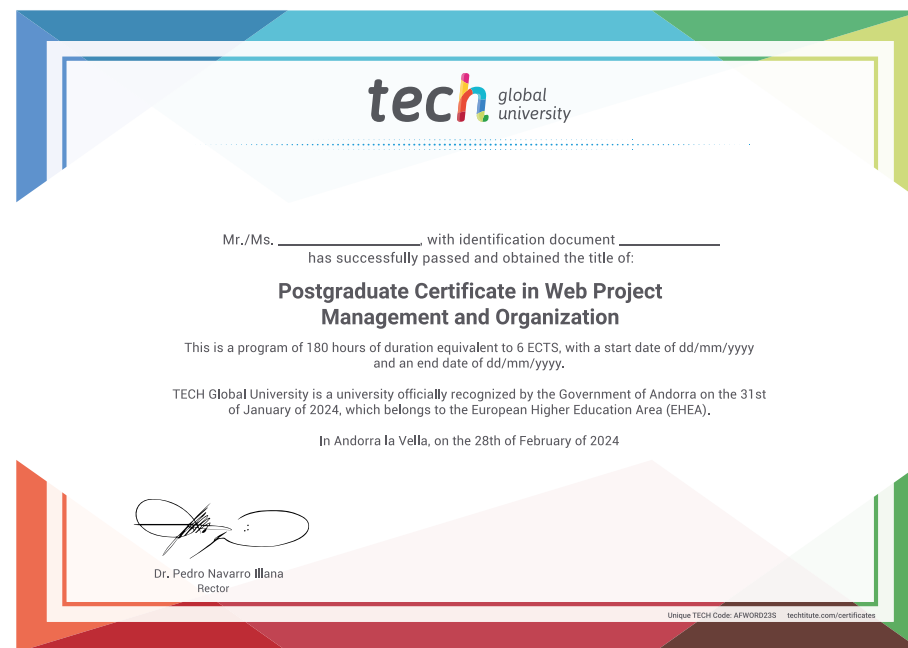 tech global
university
Mr./Ms. ____________________, with identification document ______________
has successfully passed and obtained the title of:
Postgraduate Certificate in Web Project
Management and Organization
This is a program of 180 hours of duration equivalent to 6 ECTS, with a start date of dd/mm/yyyy
and an end date of dd/mm/yyyy.
TECH Global University is a university officially recognized by the Government of Andorra on the 31st
of January of 2024, which belongs to the European Higher Education Area (EHEA).
In Andorra la Vella, on the 28th of February of 2024
Dr. Pedro Navarro Illana
Rector
Unique TECH Code: AFWORD23S techtitute.com/certificates